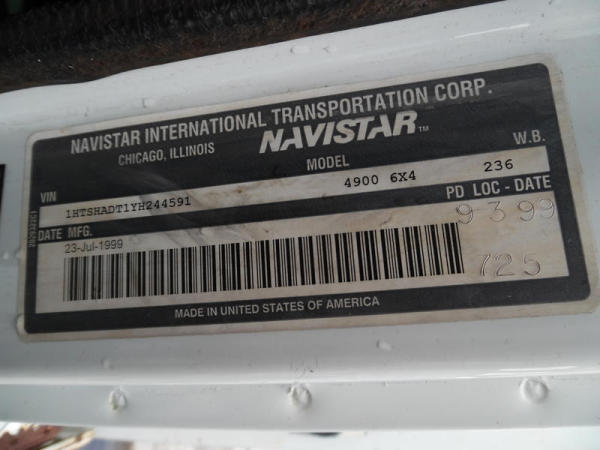 NAVISTAR INTERNATIONAL TRANSPORTATION CORP.
CHICAGO, ILLINOIS NAVISTAR™
VIN MODEL W.B.
1HTSHADT1YH244591 4900 6X4 236
DATE MFG. PD LOC - DATE
23-Jul-1999 9 3 99
725
MADE IN UNITED STATES OF AMERICA